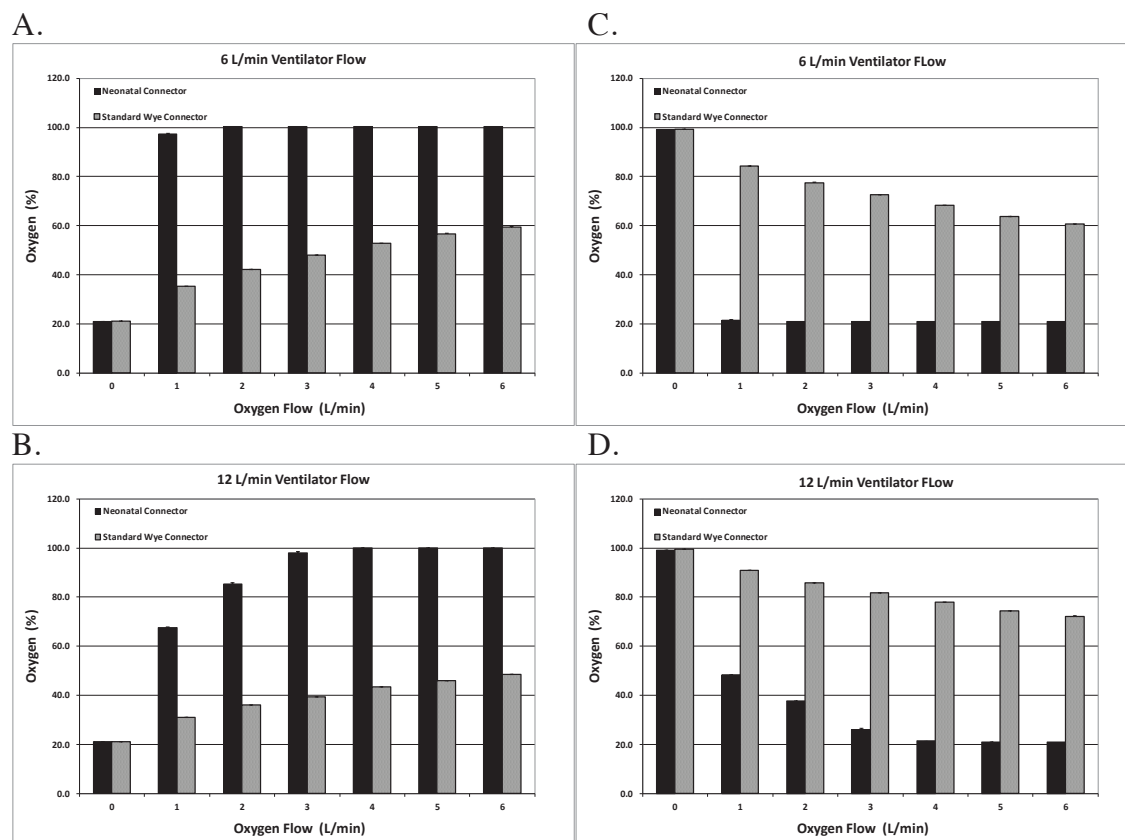 A.
6 L/min Ventilator Flow
120.0
100.0
80.0
60.0
40.0
20.0
0.0
Oxygen (%)
Neonatal Connector
Standard Wye Connector
0 1 2 3 4 5 6
Oxygen Flow (L/min)
B.
12 L/min Ventilator Flow
120.0
100.0
80.0
60.0
40.0
20.0
0.0
Oxygen (%)
Neonatal Connector
Standard Wye Connector
0 1 2 3 4 5 6
Oxygen Flow (L/min)
C.
6 L/min Ventilator FLow
120.0
100.0
80.0
60.0
40.0
20.0
0.0
Oxygen (%)
Neonatal Connector
Standard Wye Connector
0 1 2 3 4 5 6
Oxygen Flow (L/min)
D.
12 L/min Ventilator FLow
120.0
100.0
80.0
60.0
40.0
20.0
0.0
Oxygen (%)
Neonatal Connector
Standard Wye Connector
0 1 2 3 4 5 6
Oxygen Flow (L/min)